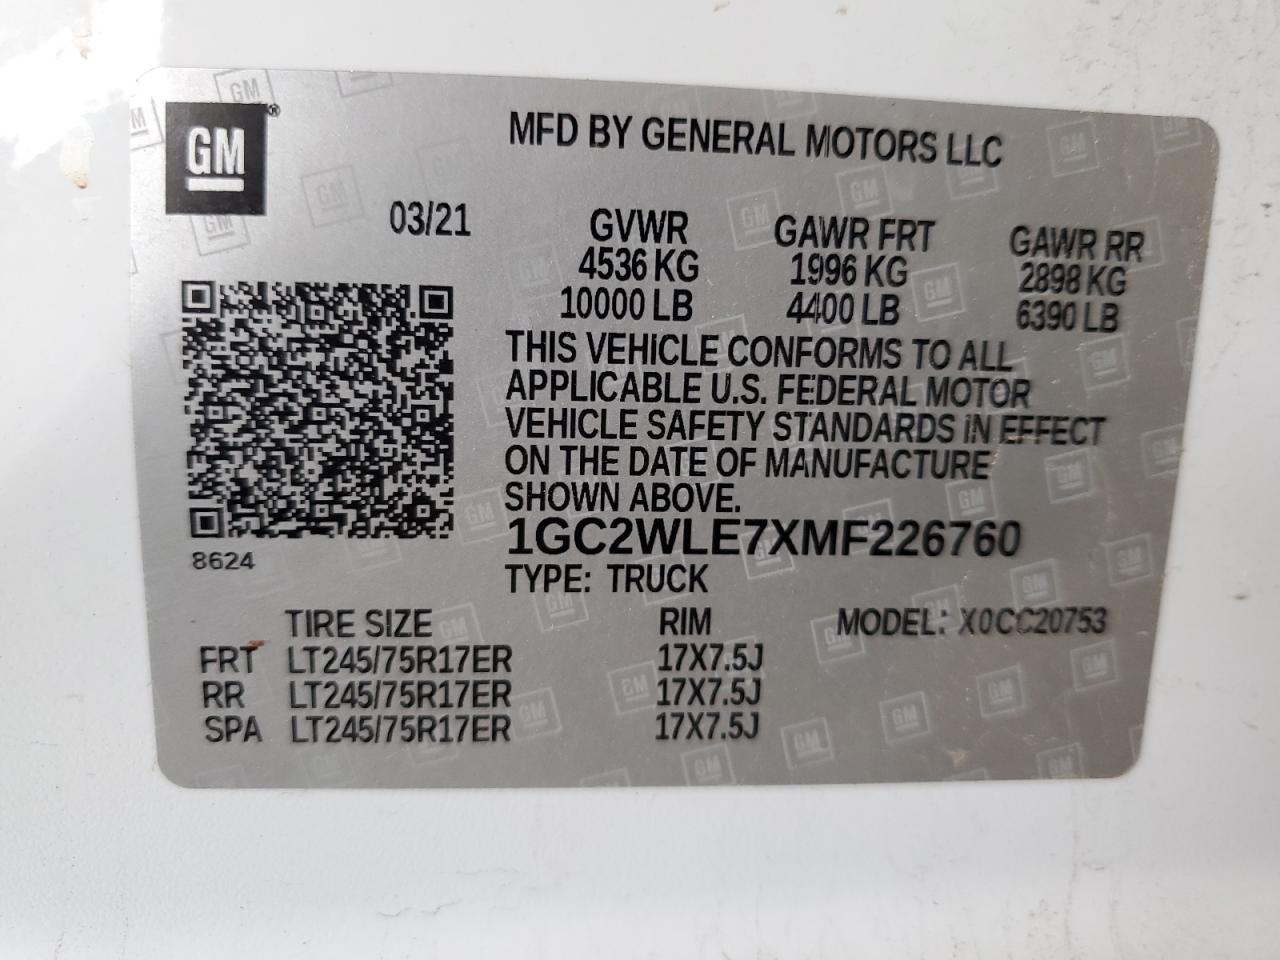 GM
MFD BY GENERAL MOTORS LLC
03/21
GVWR GAWR FRT GAWR RR
4536 KG 1996 KG 2898 KG
10000 LB 4400 LB 6390 LB
THIS VEHICLE CONFORMS TO ALL
APPLICABLE U.S. FEDERAL MOTOR
VEHICLE SAFETY STANDARDS IN EFFECT
ON THE DATE OF MANUFACTURE
SHOWN ABOVE.
8624
1GC2WLE7XMF226760
TYPE: TRUCK
TIRE SIZE RIM MODEL: X0CC20753
FRT LT245/75R17ER 17X7.5J
RR LT245/75R17ER 17X7.5J
SPA LT245/75R17ER 17X7.5J